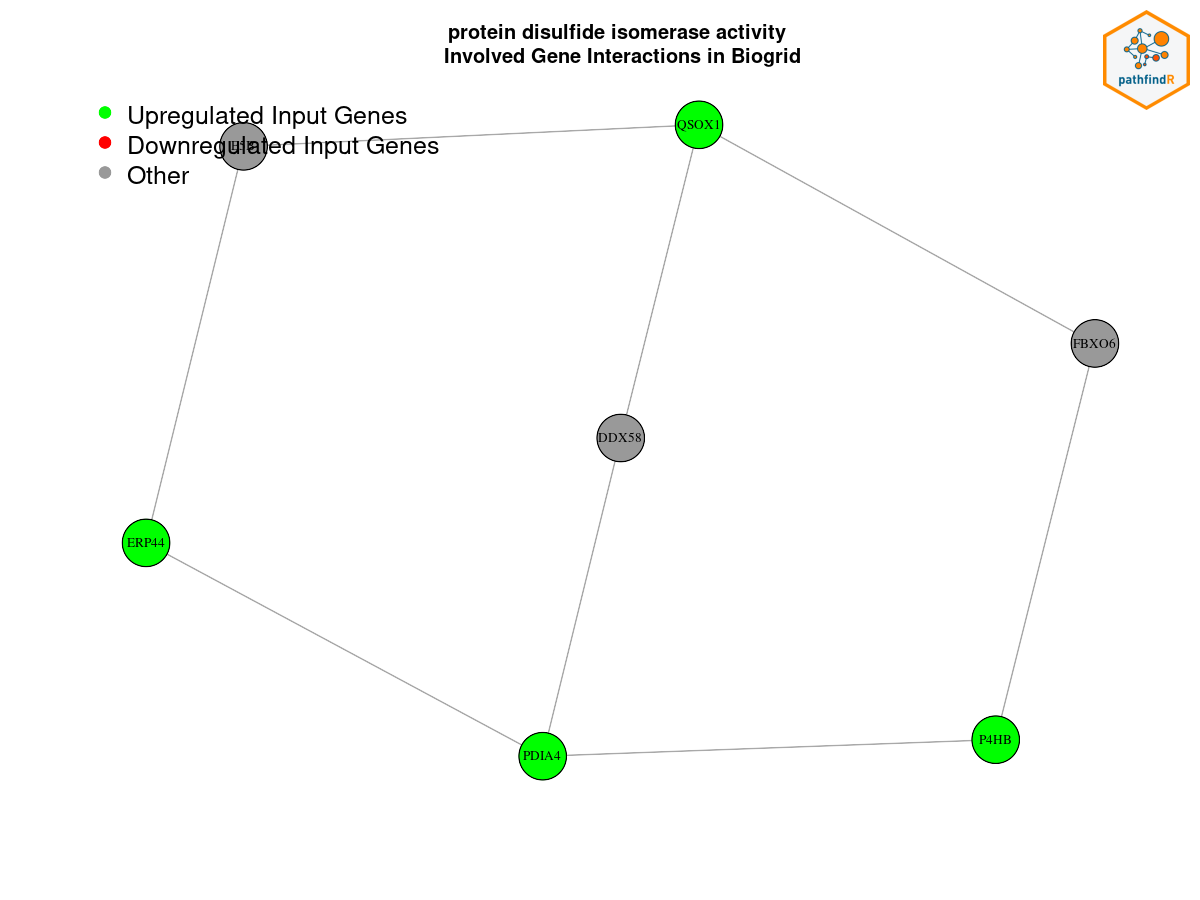 protein disulfide isomerase activity
Involved Gene Interactions in Biogrid
pathfindR
Upregulated Input Genes
Downregulated Input Genes
Other
QSOX1
FBXO6
DDX58
ERP44
P4HB
PDIA4